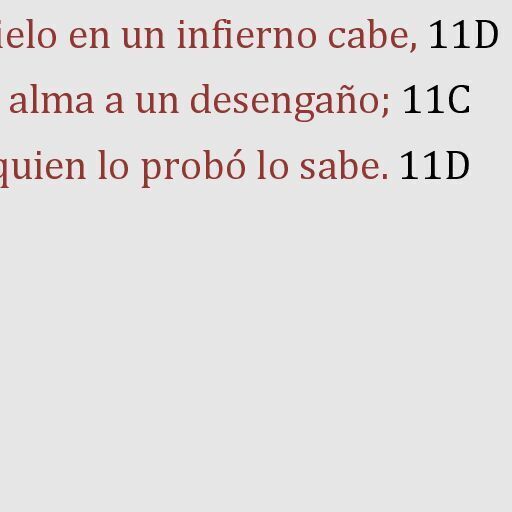 ielo en un infierno cabe, 11D
alma a un desengaño; 11C
quien lo probó lo sabe. 11D